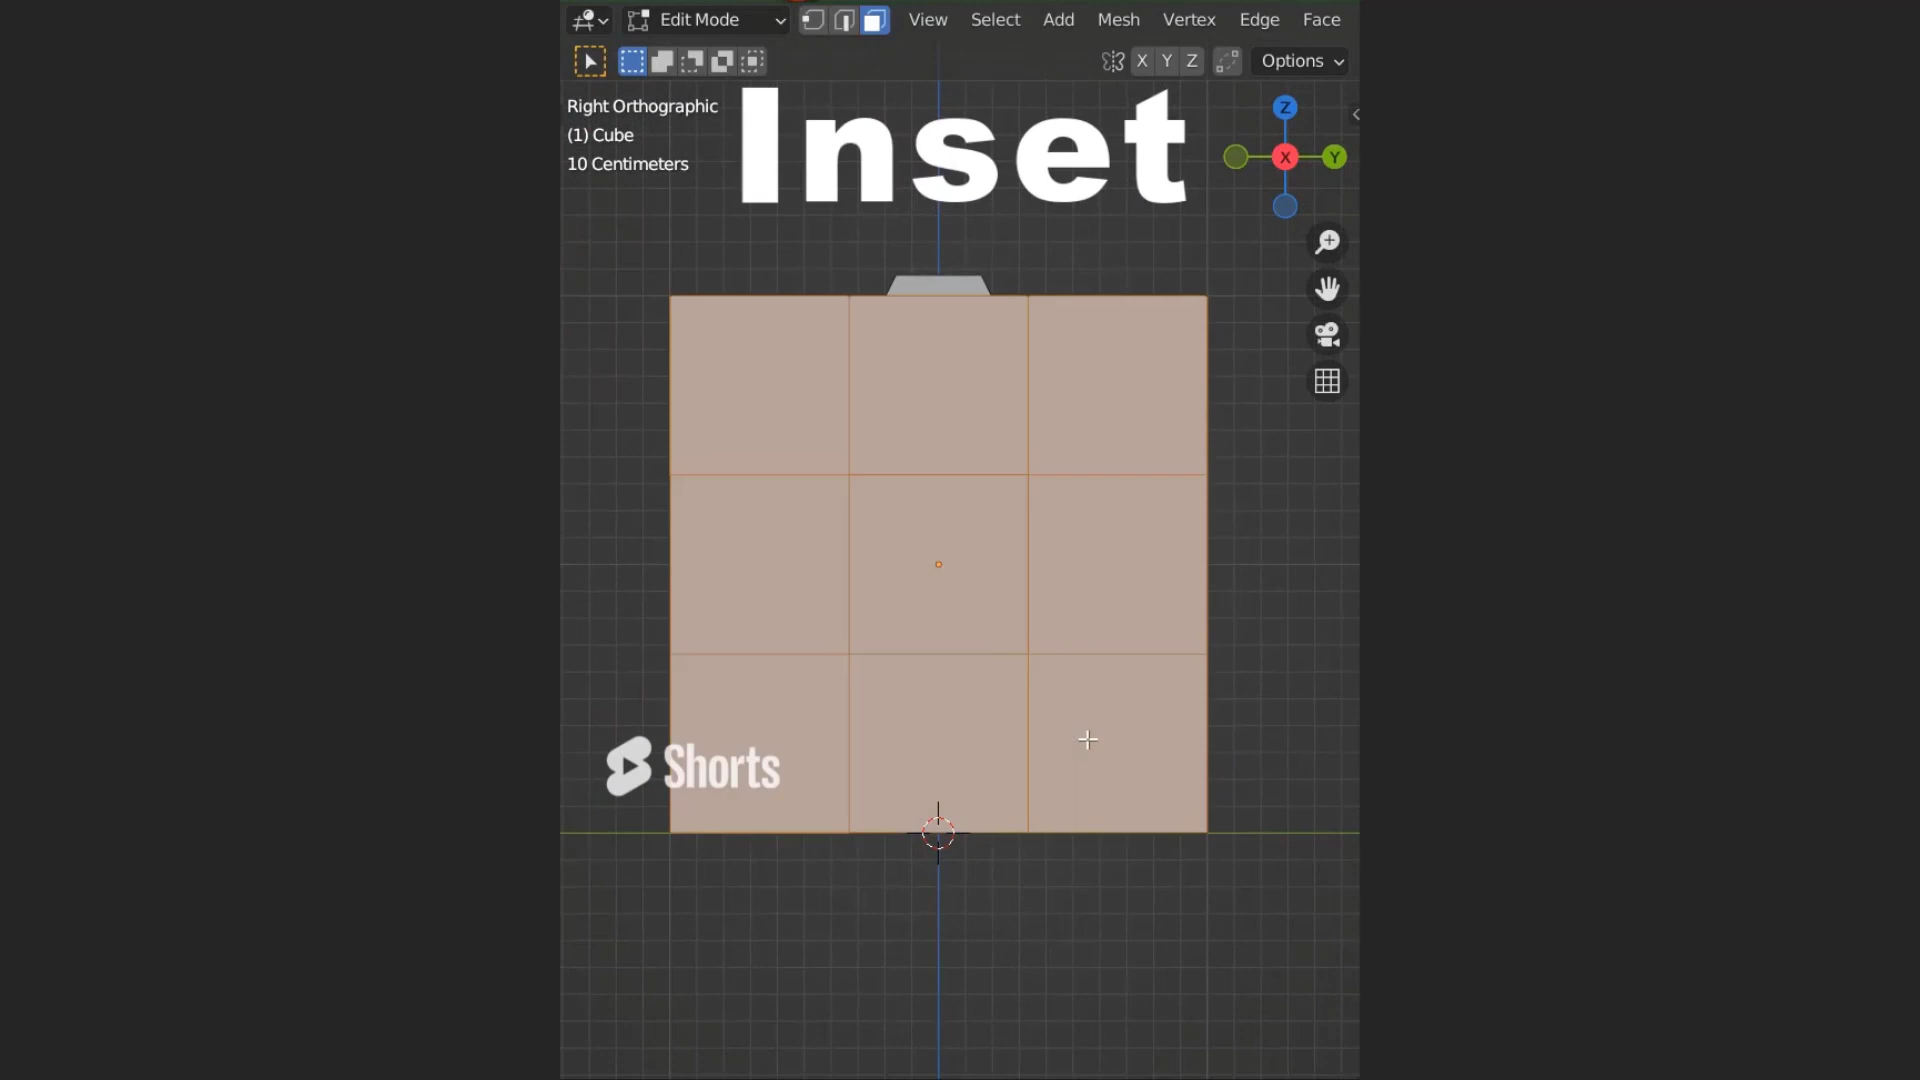 Edit Mode View Select Add Mesh Vertex Edge Face
X Y Z Options
Right Orthographic
(1) Cube
10 Centimeters
Inset
Z
X
Y
Shorts